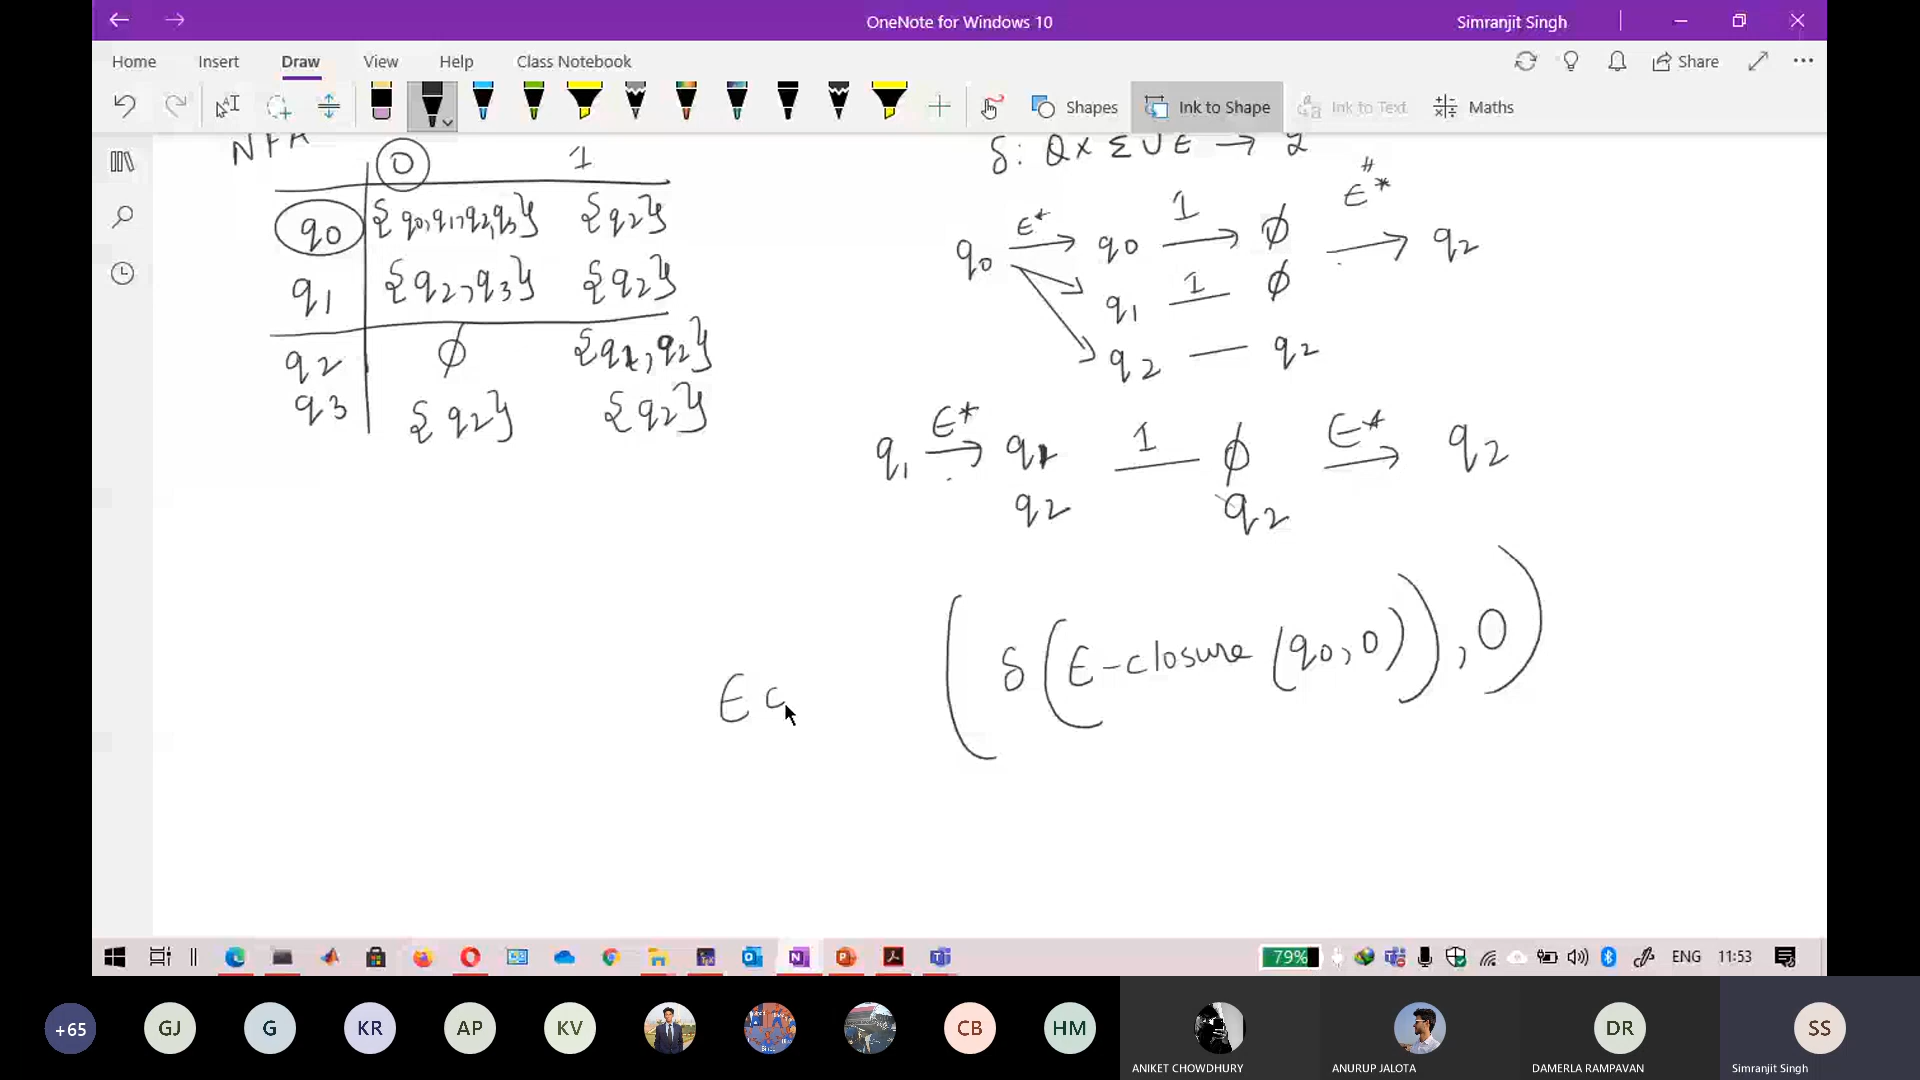 OneNote for Windows 10
Simranjit Singh
Home Insert Draw View Help Class Notebook
Share
Shapes Ink to Shape Ink to Text Maths
NFA
0 1
q0 {q0,q1,q2,q3} {q2}
q1 {q2,q3} {q2}
q2 ϕ {q1,q2}
q3 {q2} {q2}
δ: Q × Σ ∪ ∈ → 2
q0 ∈* → q0 1 → ϕ ∈* → q2
q1 1 ϕ
q2 — q2
q1 ∈* → q1 1 ϕ ∈* → q2
q2 q2
(δ(∈-closure(q0,0)),0)
∈ c
79%
ENG
11:53
+65 GJ G KR AP KV CB HM DR SS
ANIKET CHOWDHURY
ANURUP JALOTA
DAMERLA RAMPAVAN
Simranjit Singh